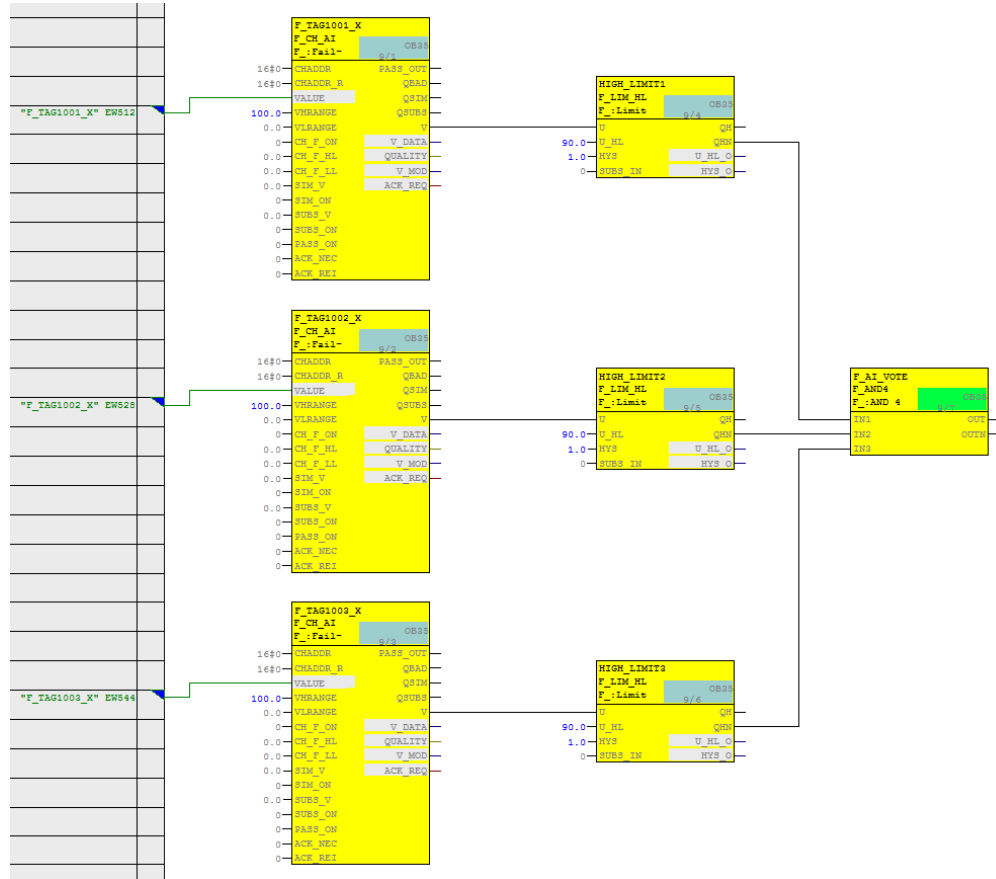 F_TAG1001_X
F_CH_AI
F_:Fail-
OB35
9/1
16#0 CHADDR PASS_OUT
16#0 CHADDR_R QBAD
VALUE QSIM
"F_TAG1001_X" EW512
100.0 VHRANGE QSUBS
0.0 VLRANGE V
0 CH_F_ON V_DATA
0.0 CH_F_HL QUALITY
0.0 CH_F_LL V_MOD
0.0 SIM_V ACK_REQ
0 SIM_ON
0.0 SUBS_V
0 SUBS_ON
0 PASS_ON
0 ACK_NEC
0 ACK_REI
HIGH_LIMIT1
F_LIM_HL
F_:Limit
OB35
9/4
U QH
90.0 U_HL QHN
1.0 HYS U_HL_O
0 SUBS_IN HYS_O
F_TAG1002_X
F_CH_AI
F_:Fail-
OB35
9/2
16#0 CHADDR PASS_OUT
16#0 CHADDR_R QBAD
VALUE QSIM
"F_TAG1002_X" EW528
100.0 VHRANGE QSUBS
0.0 VLRANGE V
0 CH_F_ON V_DATA
0.0 CH_F_HL QUALITY
0.0 CH_F_LL V_MOD
0.0 SIM_V ACK_REQ
0 SIM_ON
0.0 SUBS_V
0 SUBS_ON
0 PASS_ON
0 ACK_NEC
0 ACK_REI
HIGH_LIMIT2
F_LIM_HL
F_:Limit
OB35
9/5
U QH
90.0 U_HL QHN
1.0 HYS U_HL_O
0 SUBS_IN HYS_O
F_AI_VOTE
F_AND4
F_:AND 4
OB35
9/7
IN1 OUT
IN2 OUTN
IN3
F_TAG1003_X
F_CH_AI
F_:Fail-
OB35
9/3
16#0 CHADDR PASS_OUT
16#0 CHADDR_R QBAD
VALUE QSIM
"F_TAG1003_X" EW544
100.0 VHRANGE QSUBS
0.0 VLRANGE V
0 CH_F_ON V_DATA
0.0 CH_F_HL QUALITY
0.0 CH_F_LL V_MOD
0.0 SIM_V ACK_REQ
0 SIM_ON
0.0 SUBS_V
0 SUBS_ON
0 PASS_ON
0 ACK_NEC
0 ACK_REI
HIGH_LIMIT3
F_LIM_HL
F_:Limit
OB35
9/6
U QH
90.0 U_HL QHN
1.0 HYS U_HL_O
0 SUBS_IN HYS_O